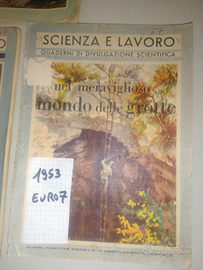 SCIENZA E LAVORO
QUADERNI DI DIVULGAZIONE SCIENTIFICA
nel meraviglioso
mondo delle grotte
1953
EURO7